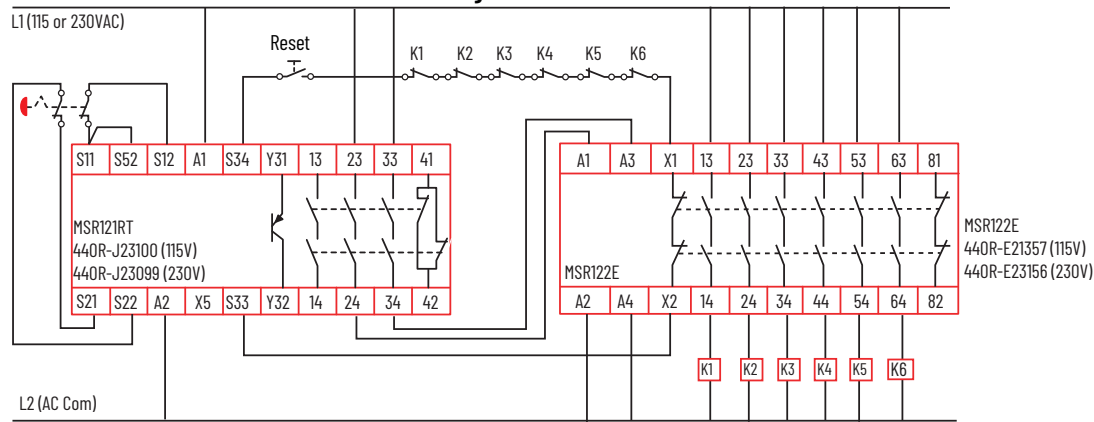 L1 (115 or 230VAC)
Reset
K1 K2 K3 K4 K5 K6
S11 S52 S12 A1 S34 Y31 13 23 33 41
A1 A3 X1 13 23 33 43 53 63 81
MSR121RT
440R-J23100 (115V)
440R-J23099 (230V)
MSR122E
MSR122E
440R-E21357 (115V)
440R-E23156 (230V)
S21 S22 A2 X5 S33 Y32 14 24 34 42
A2 A4 X2 14 24 34 44 54 64 82
K1 K2 K3 K4 K5 K6
L2 (AC Com)